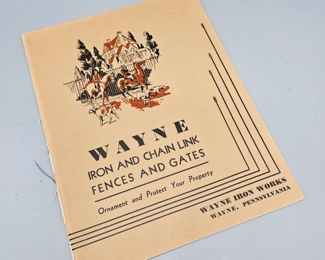 WAYNE
IRON AND CHAIN LINK
FENCES AND GATES
Ornament and Protect Your Property
WAYNE IRON WORKS
WAYNE, PENNSYLVANIA